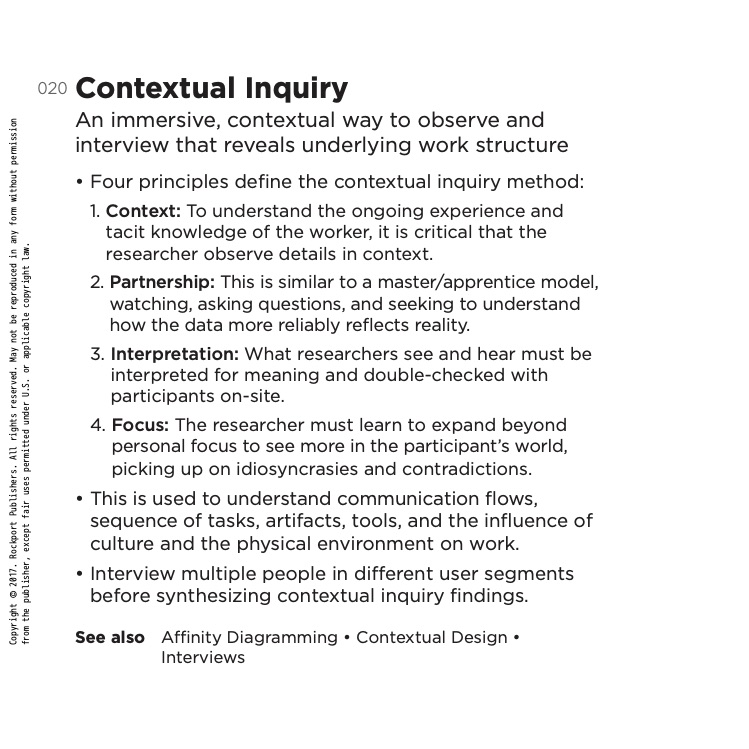 020 Contextual Inquiry
An immersive, contextual way to observe and
interview that reveals underlying work structure
• Four principles define the contextual inquiry method:
1. Context: To understand the ongoing experience and
tacit knowledge of the worker, it is critical that the
researcher observe details in context.
2. Partnership: This is similar to a master/apprentice model,
watching, asking questions, and seeking to understand
how the data more reliably reflects reality.
3. Interpretation: What researchers see and hear must be
interpreted for meaning and double-checked with
participants on-site.
4. Focus: The researcher must learn to expand beyond
personal focus to see more in the participant's world,
picking up on idiosyncrasies and contradictions.
• This is used to understand communication flows,
sequence of tasks, artifacts, tools, and the influence of
culture and the physical environment on work.
• Interview multiple people in different user segments
before synthesizing contextual inquiry findings.
See also Affinity Diagramming • Contextual Design •
Interviews
Copyright © 2017. Rockport Publishers. All rights reserved. May not be reproduced in any form without permission
from the publisher, except fair uses permitted under U.S. or applicable copyright law.